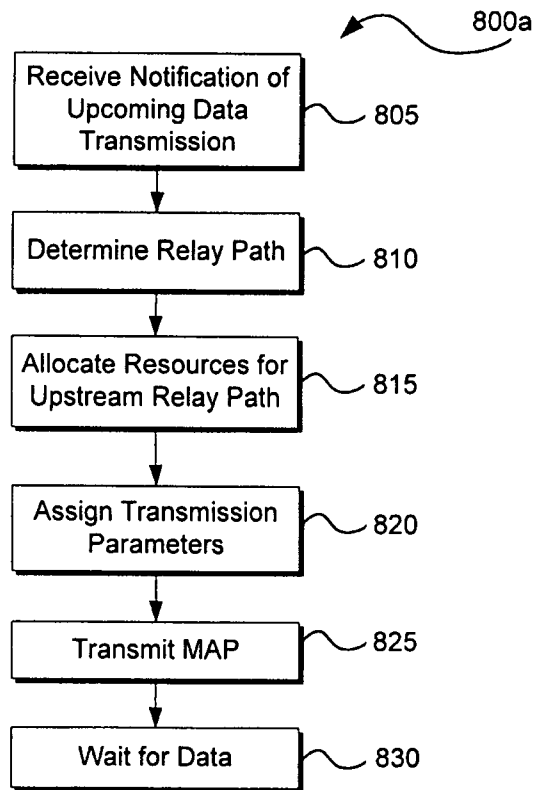 800a
Receive Notification of
Upcoming Data
Transmission
805
Determine Relay Path
810
Allocate Resources for
Upstream Relay Path
815
Assign Transmission
Parameters
820
Transmit MAP
825
Wait for Data
830